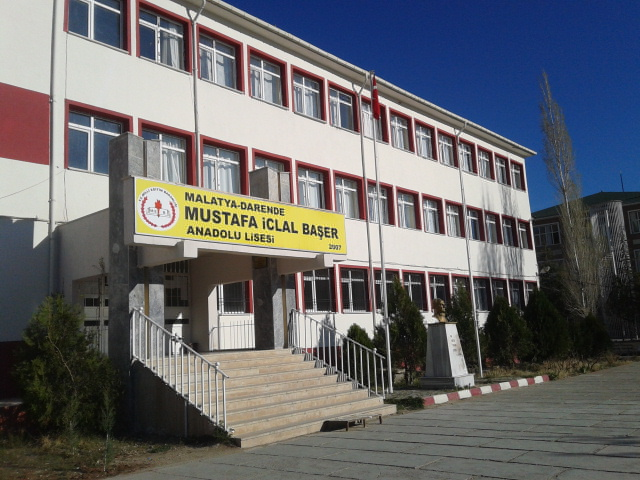 MALATYA-DARENDE
MUSTAFA İCLAL BAŞER
ANADOLU LİSESİ
2007